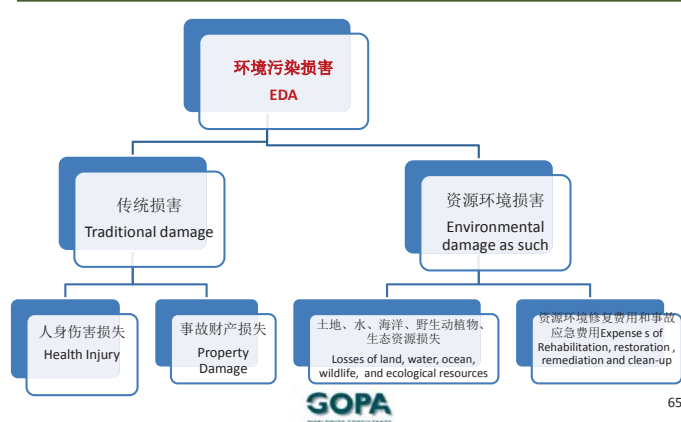 环境污染损害
EDA
传统损害
Traditional damage
资源环境损害
Environmental
damage as such
人身伤害损失
Health Injury
事故财产损失
Property
Damage
土地、水、海洋、野生动植物、
生态资源损失
Losses of land, water, ocean,
wildlife, and ecological resources
资源环境修复费用和事故
应急费用Expense s of
Rehabilitation, restoration ,
remediation and clean-up
GOPA
WORLDWIDE CONSULTANTS
65